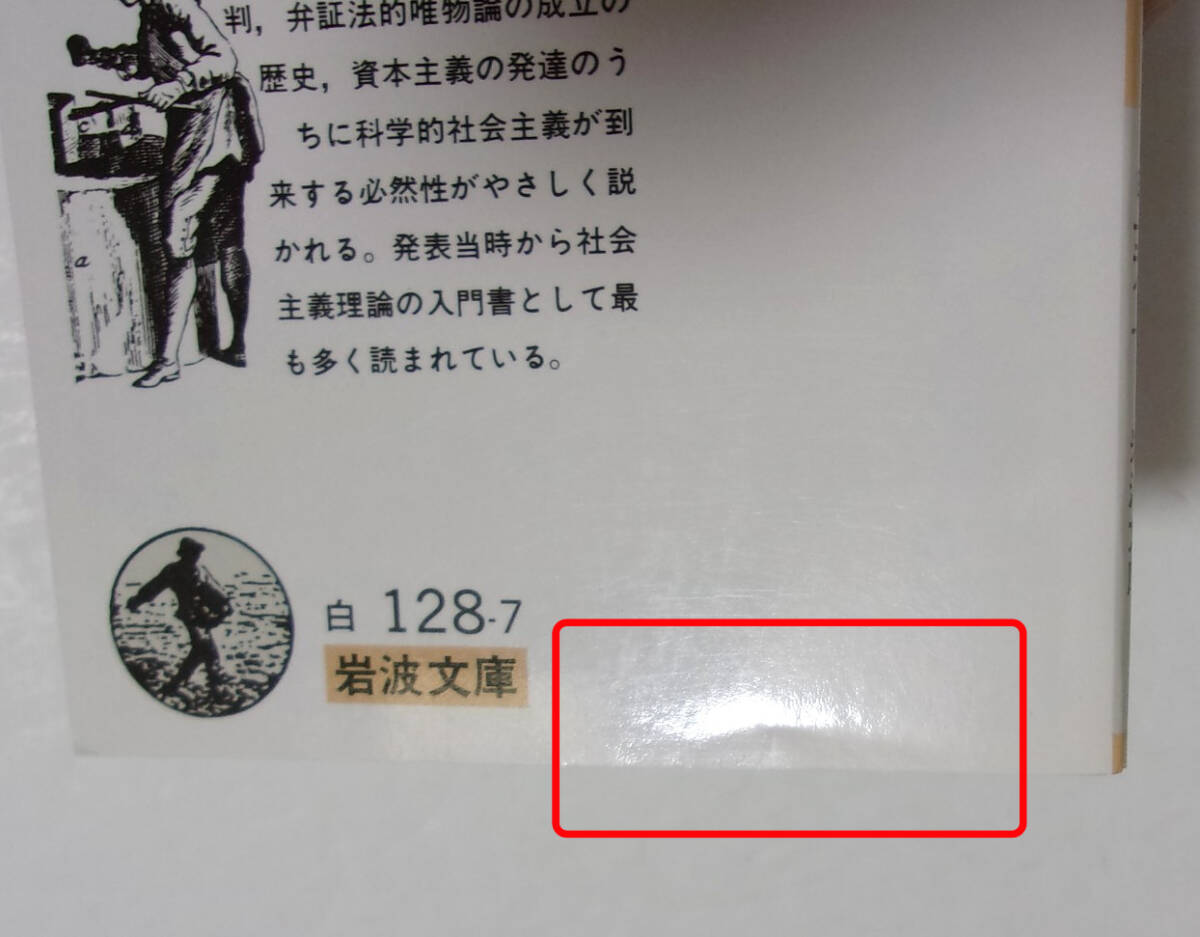 判，弁証法的唯物論の成立の
歴史，資本主義の発達のう
ちに科学的社会主義が到
来する必然性がやさしく説
かれる。発表当時から社会
主義理論の入門書として最
も多く読まれている。
a
白 128-7
岩波文庫